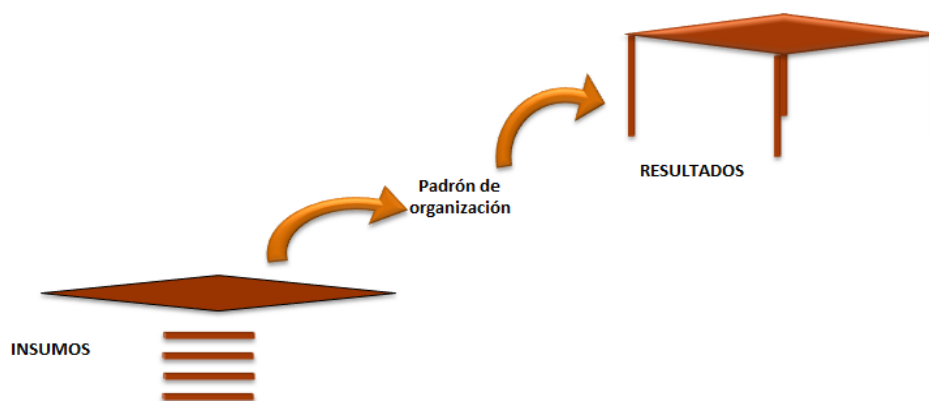 RESULTADOS
Padrón de
organización
INSUMOS